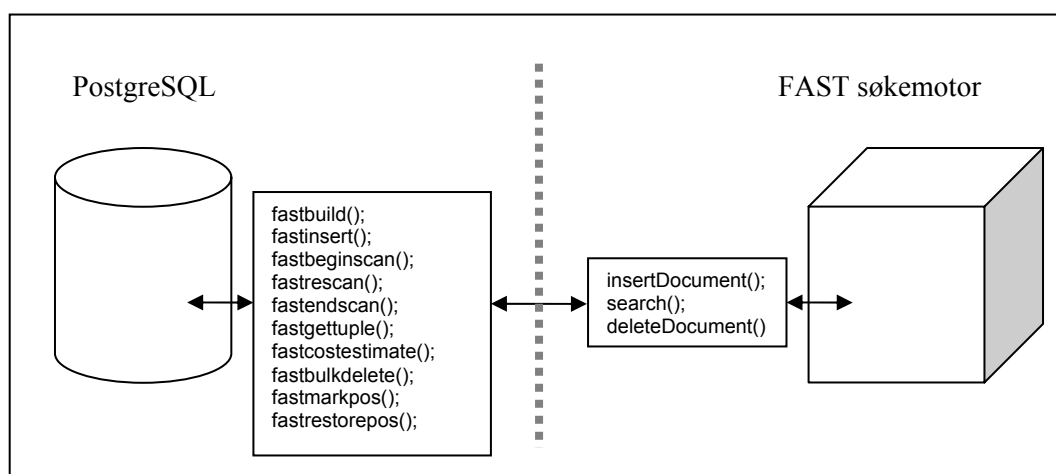 PostgreSQL
FAST søkemotor
fastbuild();
fastinsert();
fastbeginscan();
fastrescan();
fastendscan();
fastgettuple();
fastcostestimate();
fastbulkdelete();
fastmarkpos();
fastrestorepos();
insertDocument();
search();
deleteDocument()